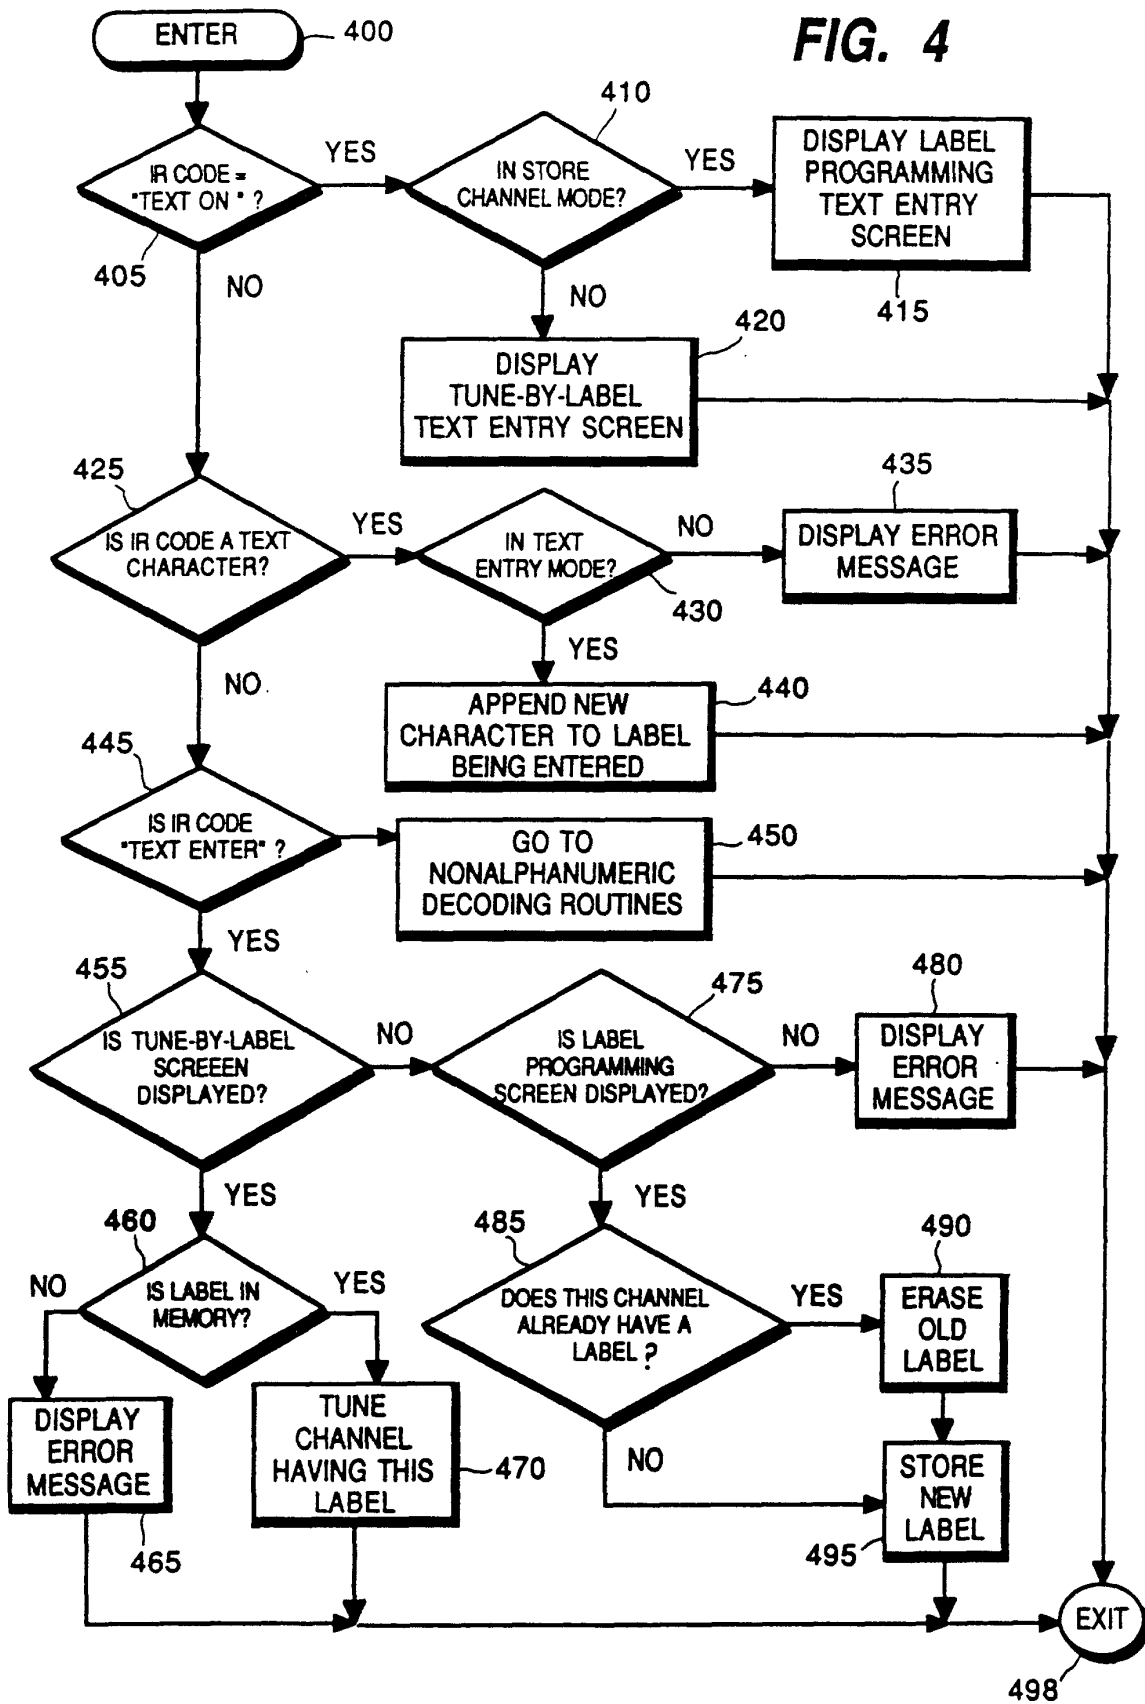 FIG. 4
ENTER
400
IR CODE =
"TEXT ON" ?
405
YES
NO
410
IN STORE
CHANNEL MODE?
YES
NO
DISPLAY LABEL
PROGRAMMING
TEXT ENTRY
SCREEN
415
420
DISPLAY
TUNE-BY-LABEL
TEXT ENTRY SCREEN
425
IS IR CODE A TEXT
CHARACTER?
YES
NO.
IN TEXT
ENTRY MODE?
430
NO
YES
435
DISPLAY ERROR
MESSAGE
440
APPEND NEW
CHARACTER TO LABEL
BEING ENTERED
445
IS IR CODE
"TEXT ENTER" ?
YES
450
GO TO
NONALPHANUMERIC
DECODING ROUTINES
455
IS TUNE-BY-LABEL
SCREEEN
DISPLAYED?
NO
YES
475
IS LABEL
PROGRAMMING
SCREEN DISPLAYED?
NO
YES
480
DISPLAY
ERROR
MESSAGE
460
IS LABEL IN
MEMORY?
NO
YES
485
DOES THIS CHANNEL
ALREADY HAVE A
LABEL ?
YES
NO
490
ERASE
OLD
LABEL
DISPLAY
ERROR
MESSAGE
465
TUNE
CHANNEL
HAVING THIS
LABEL
470
STORE
NEW
LABEL
495
EXIT
498